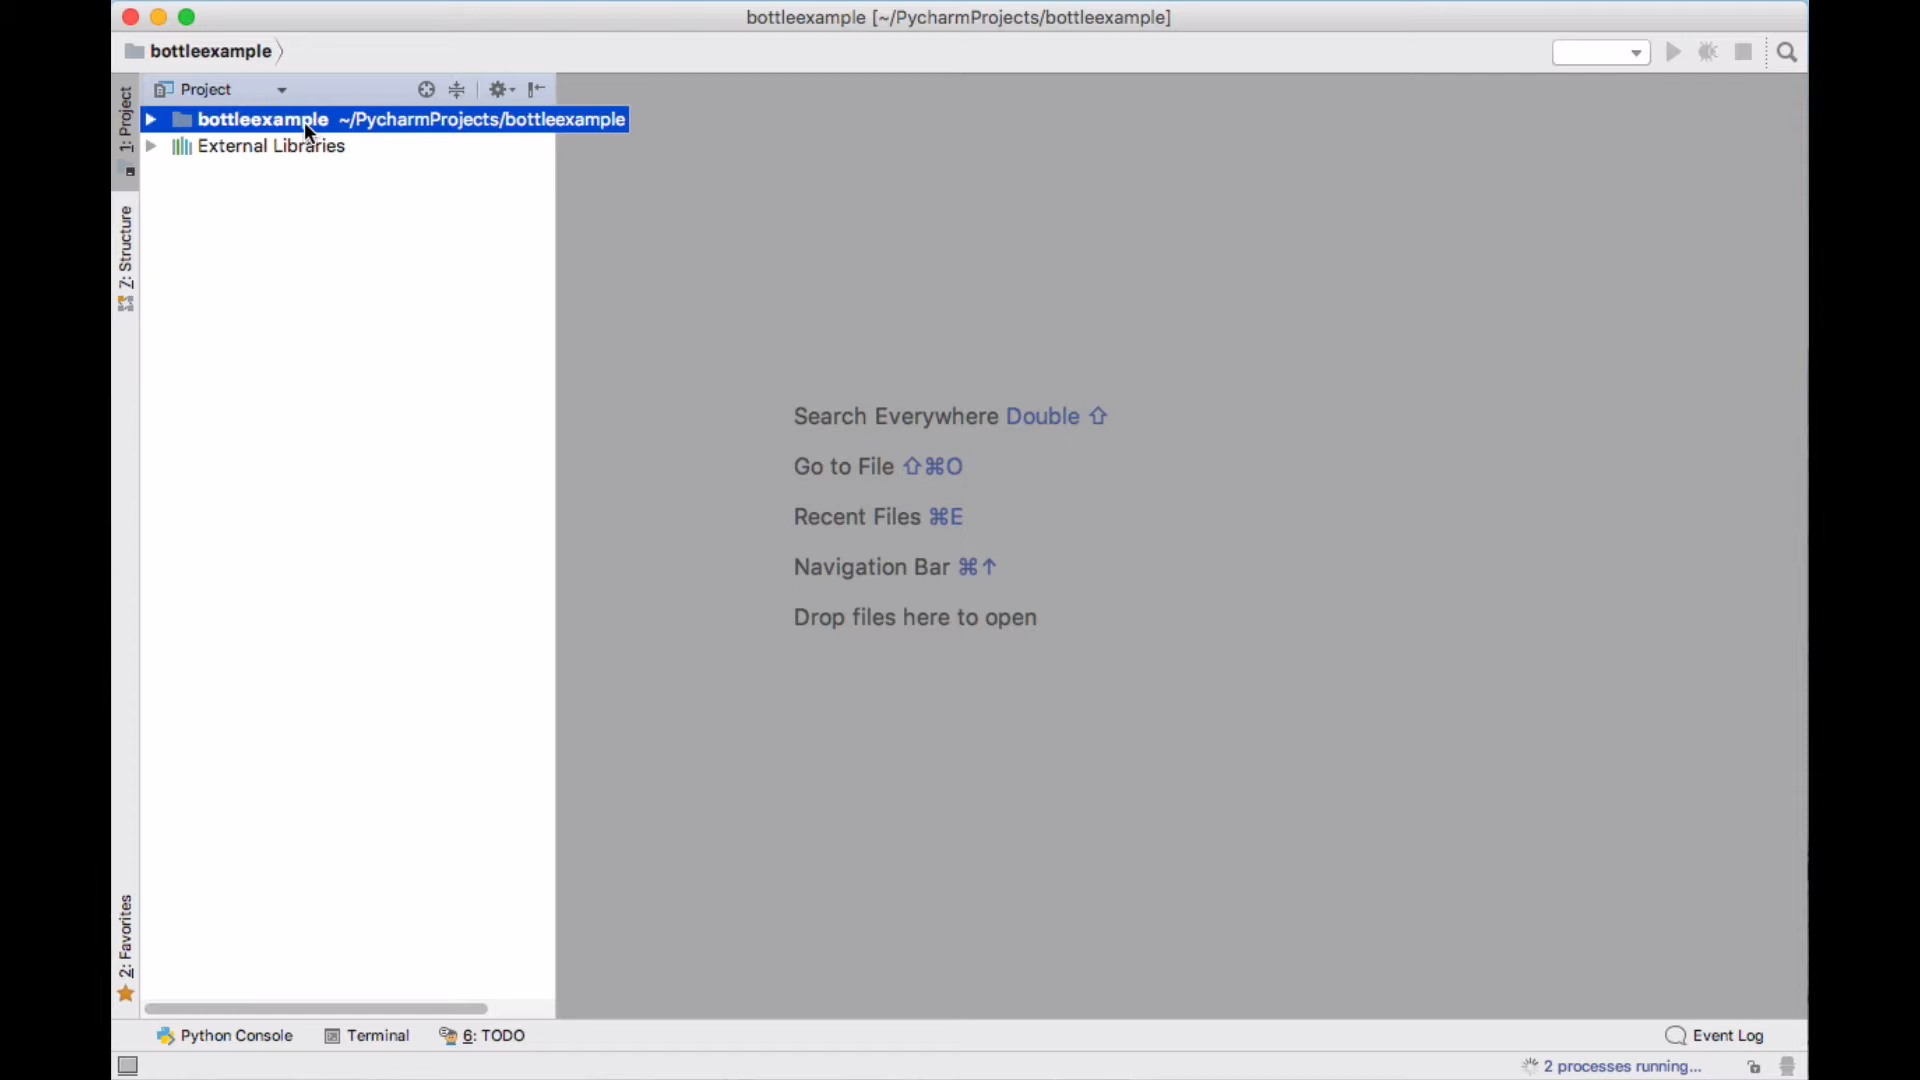 bottleexample [~/PycharmProjects/bottleexample]
bottleexample
Project
bottleexample ~/PycharmProjects/bottleexample
External Libraries
1: Project
Z: Structure
2: Favorites
Search Everywhere Double ⇧
Go to File ⇧⌘O
Recent Files ⌘E
Navigation Bar ⌘↑
Drop files here to open
Python Console
Terminal
6: TODO
Event Log
2 processes running...